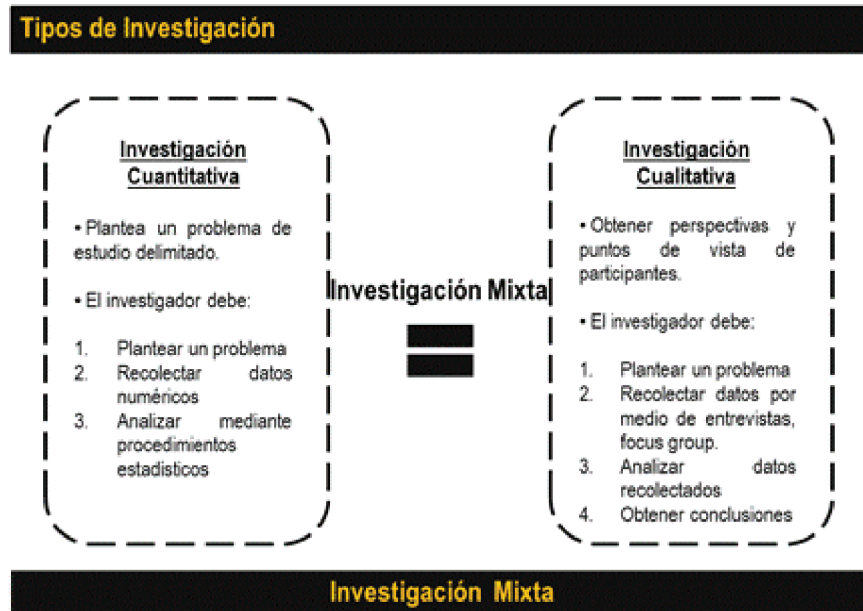 Tipos de Investigación
Investigación
Cuantitativa
• Plantea un problema de
estudio delimitado.
• El investigador debe:
1. Plantear un problema
2. Recolectar datos
numéricos
3. Analizar mediante
procedimientos
estadísticos
Investigación Mixta
Investigación
Cualitativa
• Obtener perspectivas y
puntos de vista de
participantes.
• El investigador debe:
1. Plantear un problema
2. Recolectar datos por
medio de entrevistas,
focus group.
3. Analizar datos
recolectados
4. Obtener conclusiones
Investigación Mixta